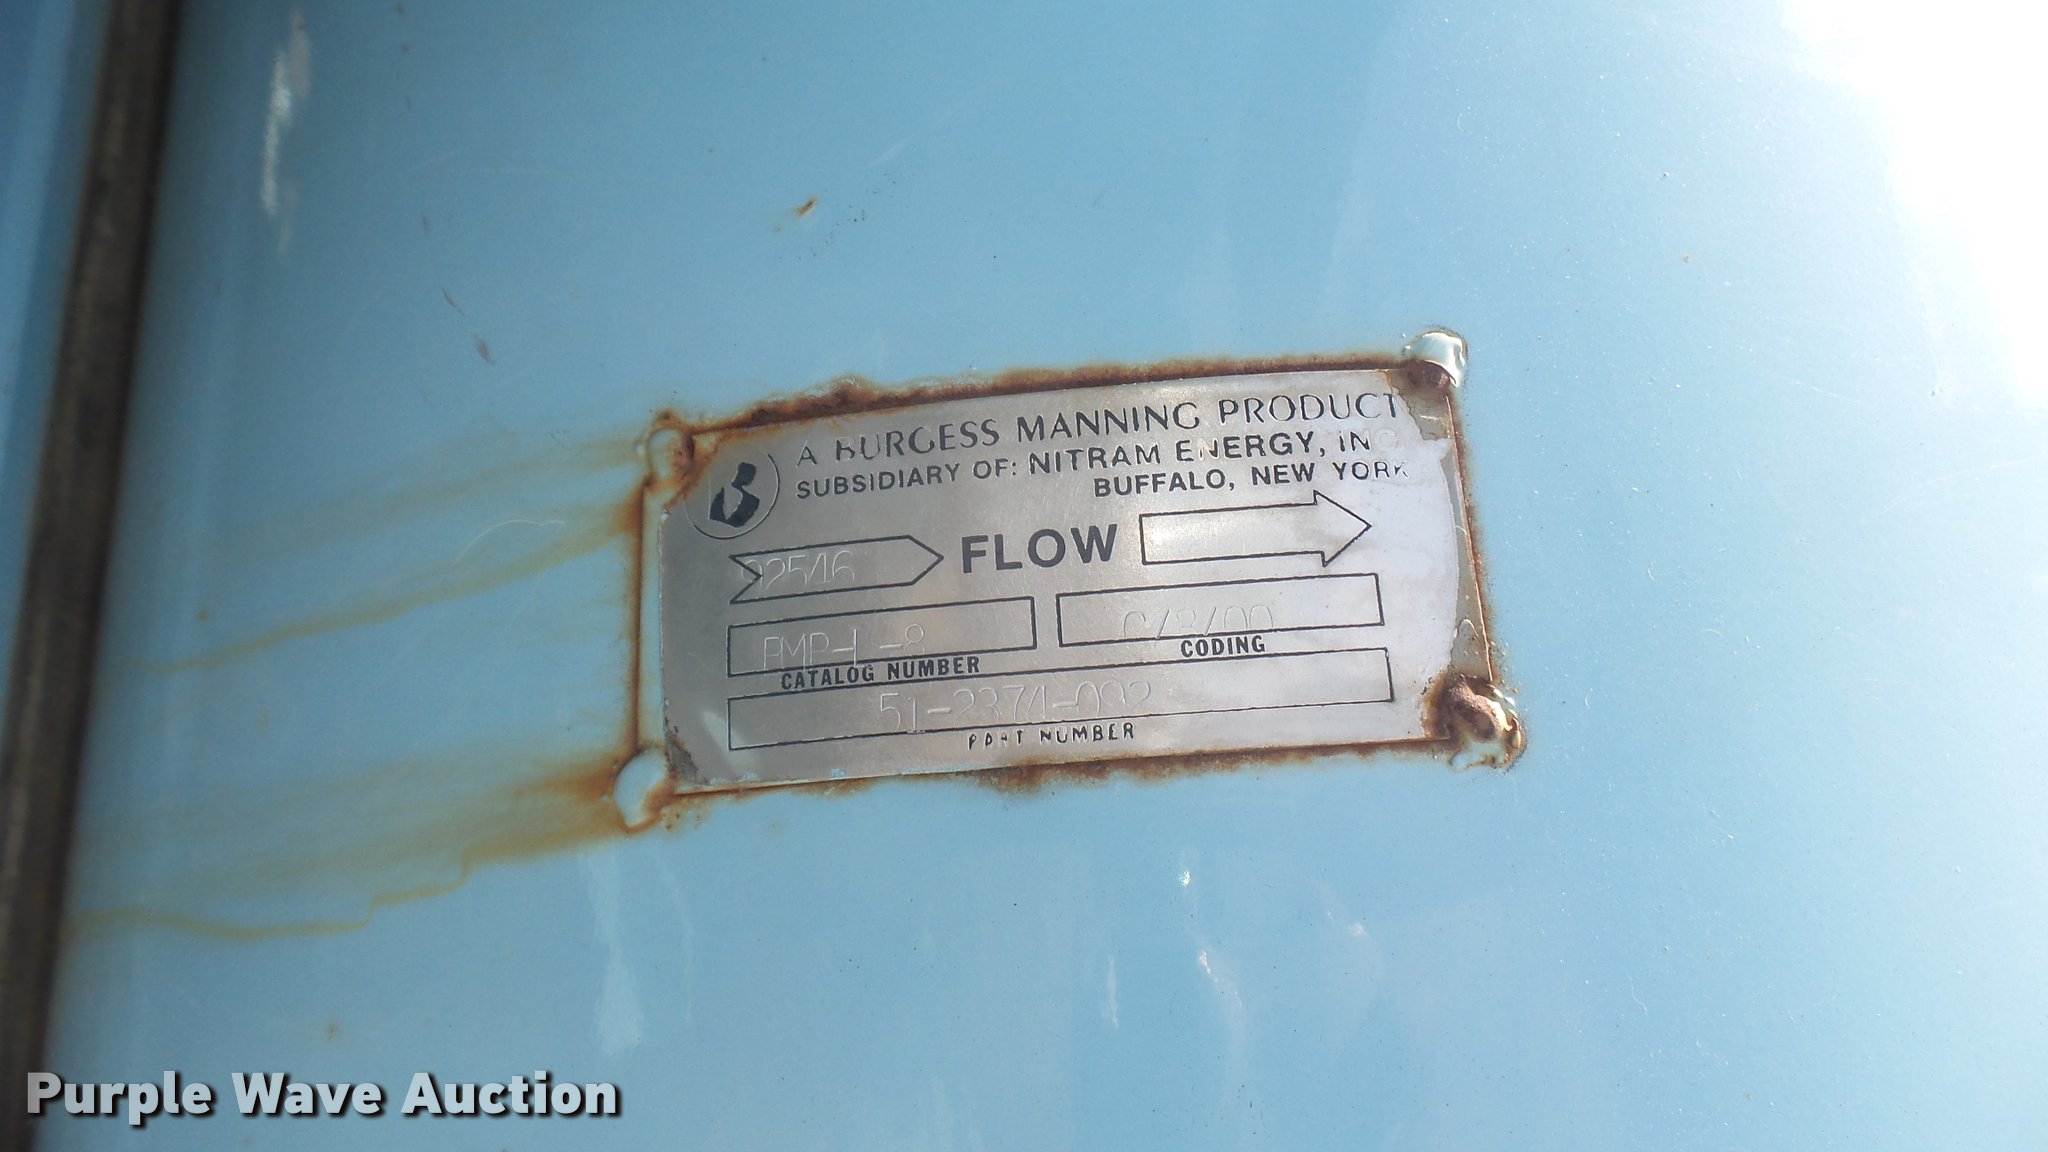 A BURGESS MANNING PRODUCT
SUBSIDIARY OF: NITRAM ENERGY, INC
BUFFALO, NEW YORK
FLOW
CATALOG NUMBER
CODING
51-2374-092
PART NUMBER
Purple Wave Auction